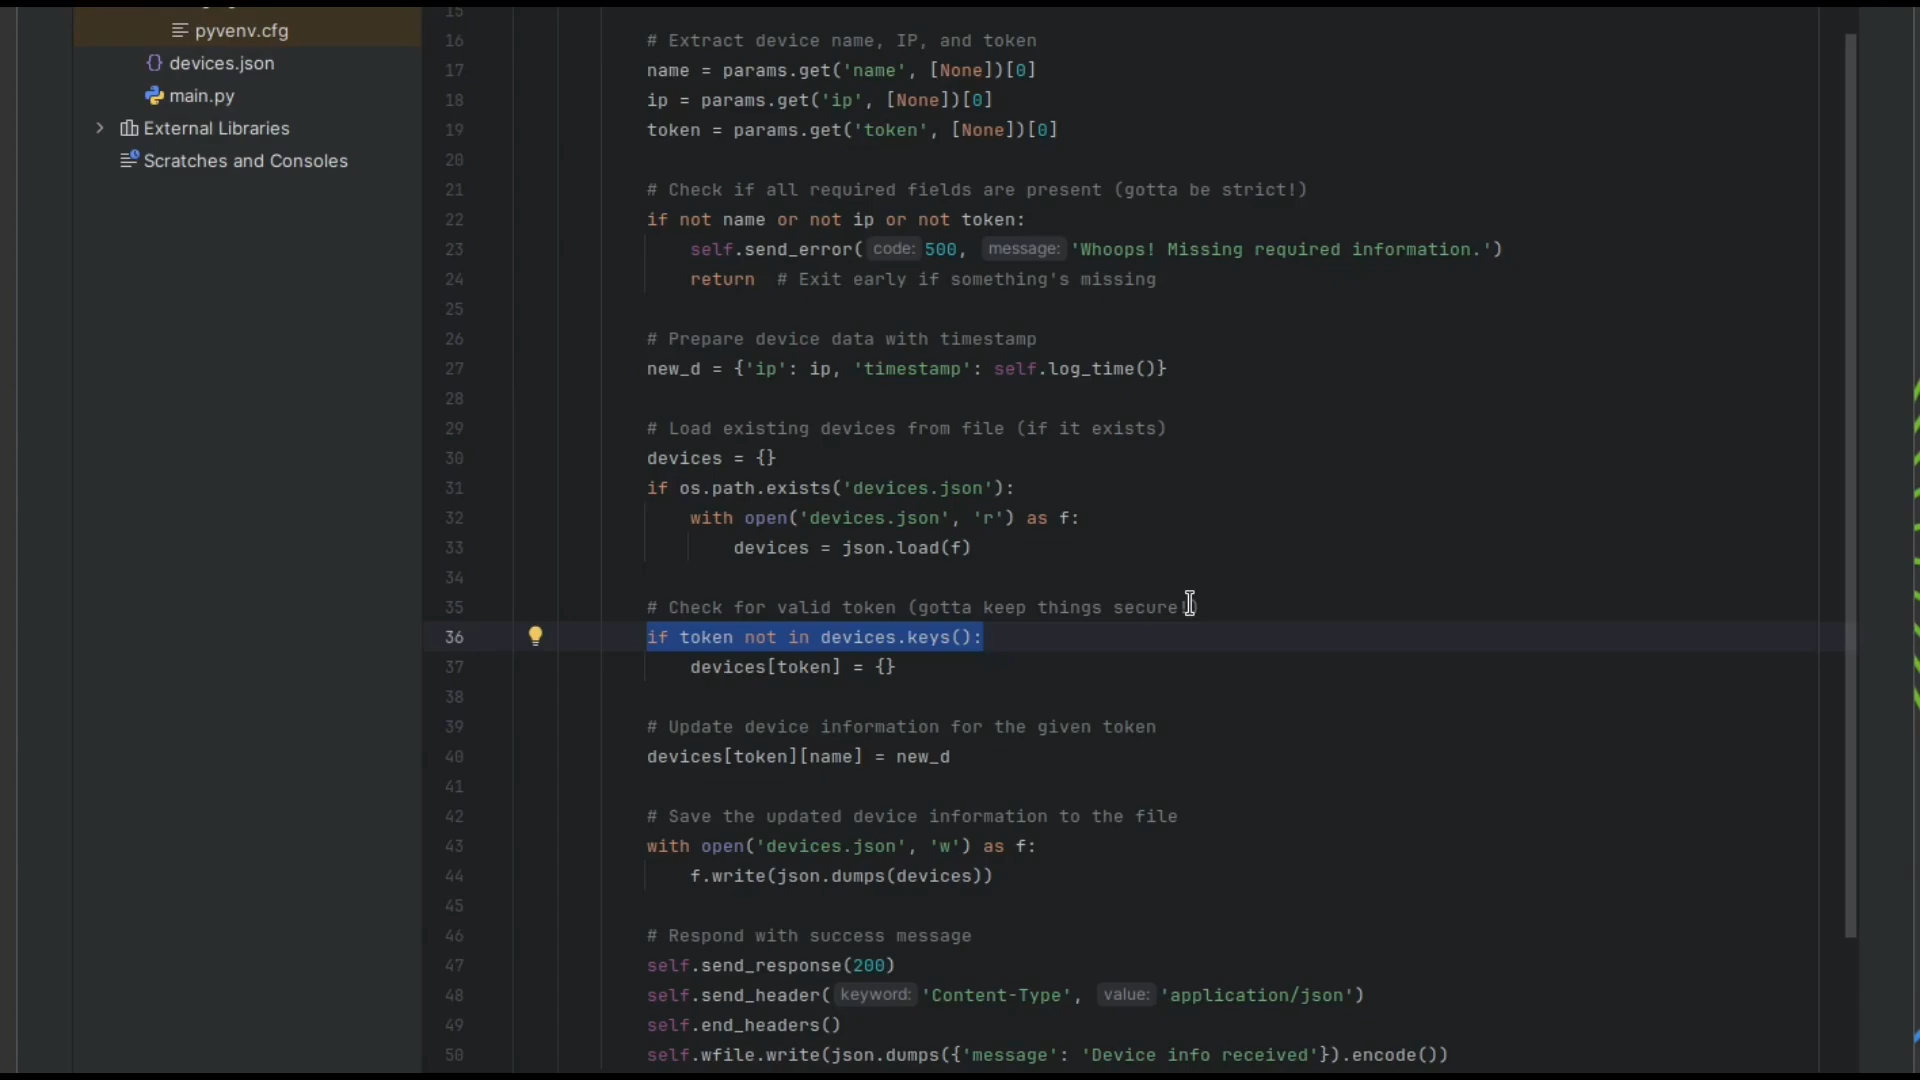 pyvenv.cfg
devices.json
main.py
External Libraries
Scratches and Consoles
15
16 # Extract device name, IP, and token
17 name = params.get('name', [None])[0]
18 ip = params.get('ip', [None])[0]
19 token = params.get('token', [None])[0]
20
21 # Check if all required fields are present (gotta be strict!)
22 if not name or not ip or not token:
23 self.send_error( code: 500, message: 'Whoops! Missing required information.')
24 return # Exit early if something's missing
25
26 # Prepare device data with timestamp
27 new_d = {'ip': ip, 'timestamp': self.log_time()}
28
29 # Load existing devices from file (if it exists)
30 devices = {}
31 if os.path.exists('devices.json'):
32 with open('devices.json', 'r') as f:
33 devices = json.load(f)
34
35 # Check for valid token (gotta keep things secure!)
36 if token not in devices.keys():
37 devices[token] = {}
38
39 # Update device information for the given token
40 devices[token][name] = new_d
41
42 # Save the updated device information to the file
43 with open('devices.json', 'w') as f:
44 f.write(json.dumps(devices))
45
46 # Respond with success message
47 self.send_response(200)
48 self.send_header( keyword: 'Content-Type', value: 'application/json')
49 self.end_headers()
50 self.wfile.write(json.dumps({'message': 'Device info received'}).encode())